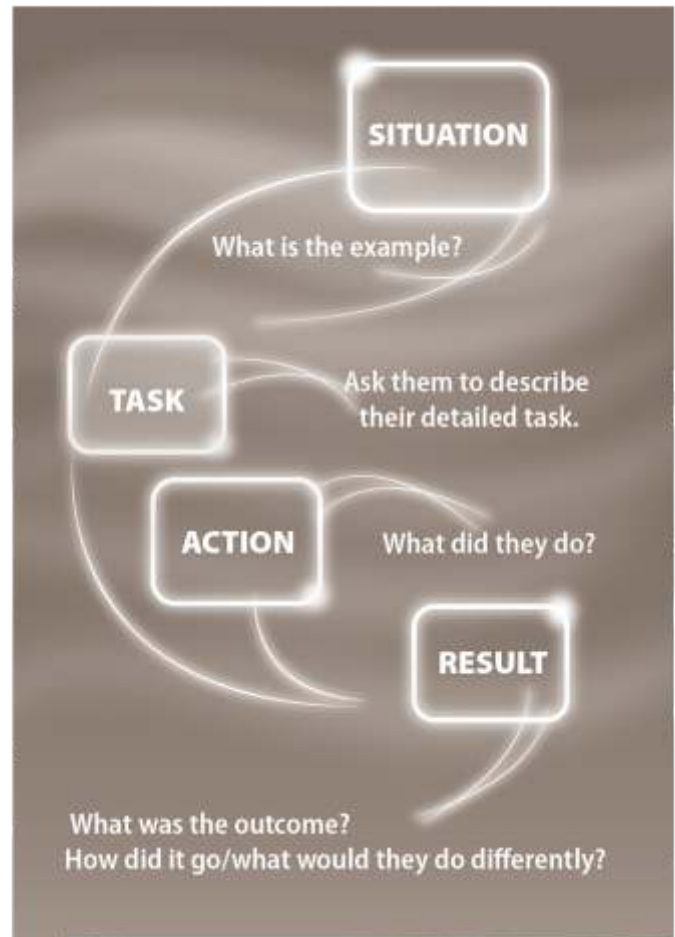 SITUATION
What is the example?
TASK
Ask them to describe
their detailed task.
ACTION
What did they do?
RESULT
What was the outcome?
How did it go/what would they do differently?